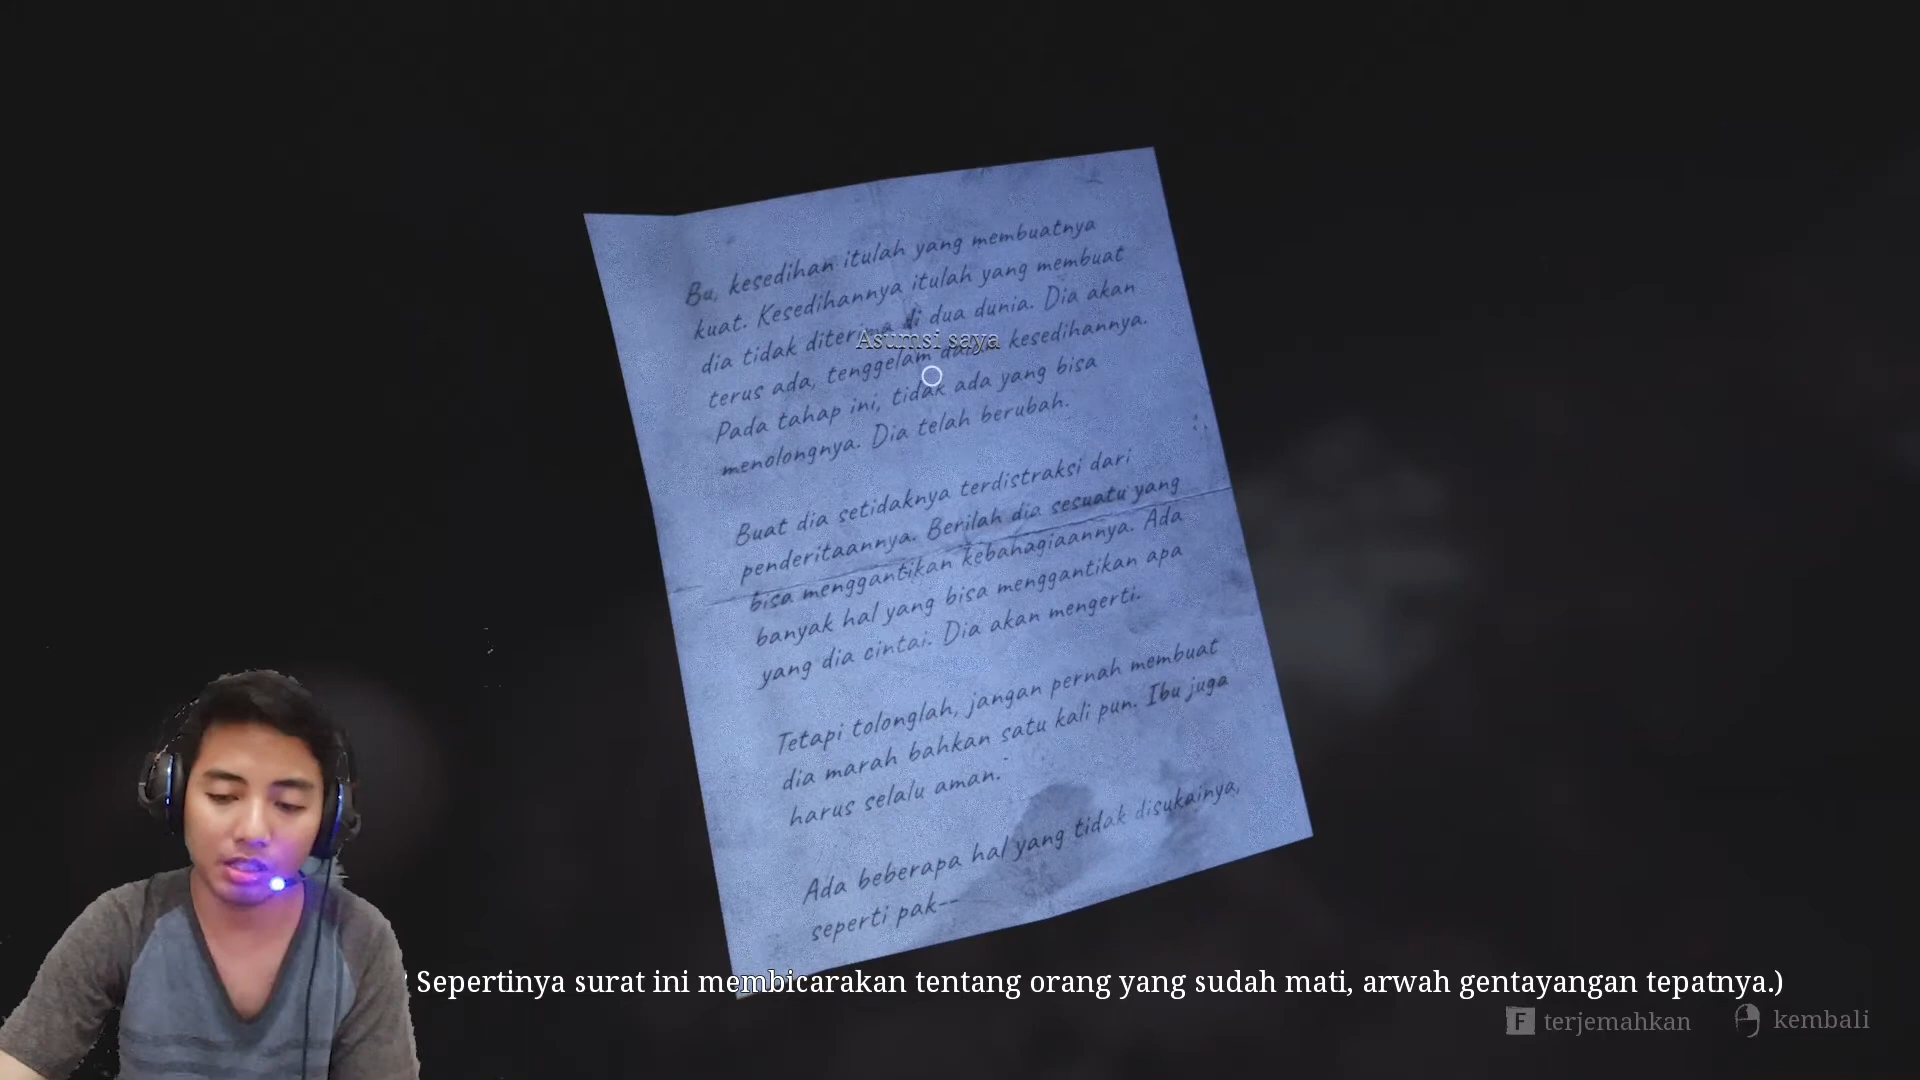 Bu, kesedihan itulah yang membuatnya
kuat. Kesedihannya itulah yang membuat
dia tidak diterima di dua dunia. Dia akan
terus ada, tenggelam dalam kesedihannya.
Pada tahap ini, tidak ada yang bisa
menolongnya. Dia telah berubah.
Asumsi saya
Buat dia setidaknya terdistraksi dari
penderitaannya. Berilah dia sesuatu yang
bisa menggantikan kebahagiaannya. Ada
banyak hal yang bisa menggantikan apa
yang dia cintai. Dia akan mengerti.
Tetapi tolonglah, jangan pernah membuat
dia marah bahkan satu kali pun. Ibu juga
harus selalu aman.
Ada beberapa hal yang tidak disukainya,
seperti pak--
Sepertinya surat ini membicarakan tentang orang yang sudah mati, arwah gentayangan tepatnya.)
F terjemahkan
kembali